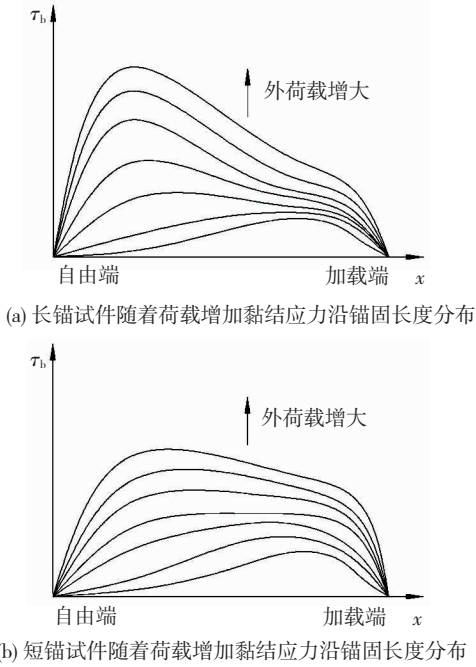 τb
外荷载增大
自由端
加载端
x
(a) 长锚试件随着荷载增加黏结应力沿锚固长度分布
τb
外荷载增大
自由端
加载端
x
(b) 短锚试件随着荷载增加黏结应力沿锚固长度分布